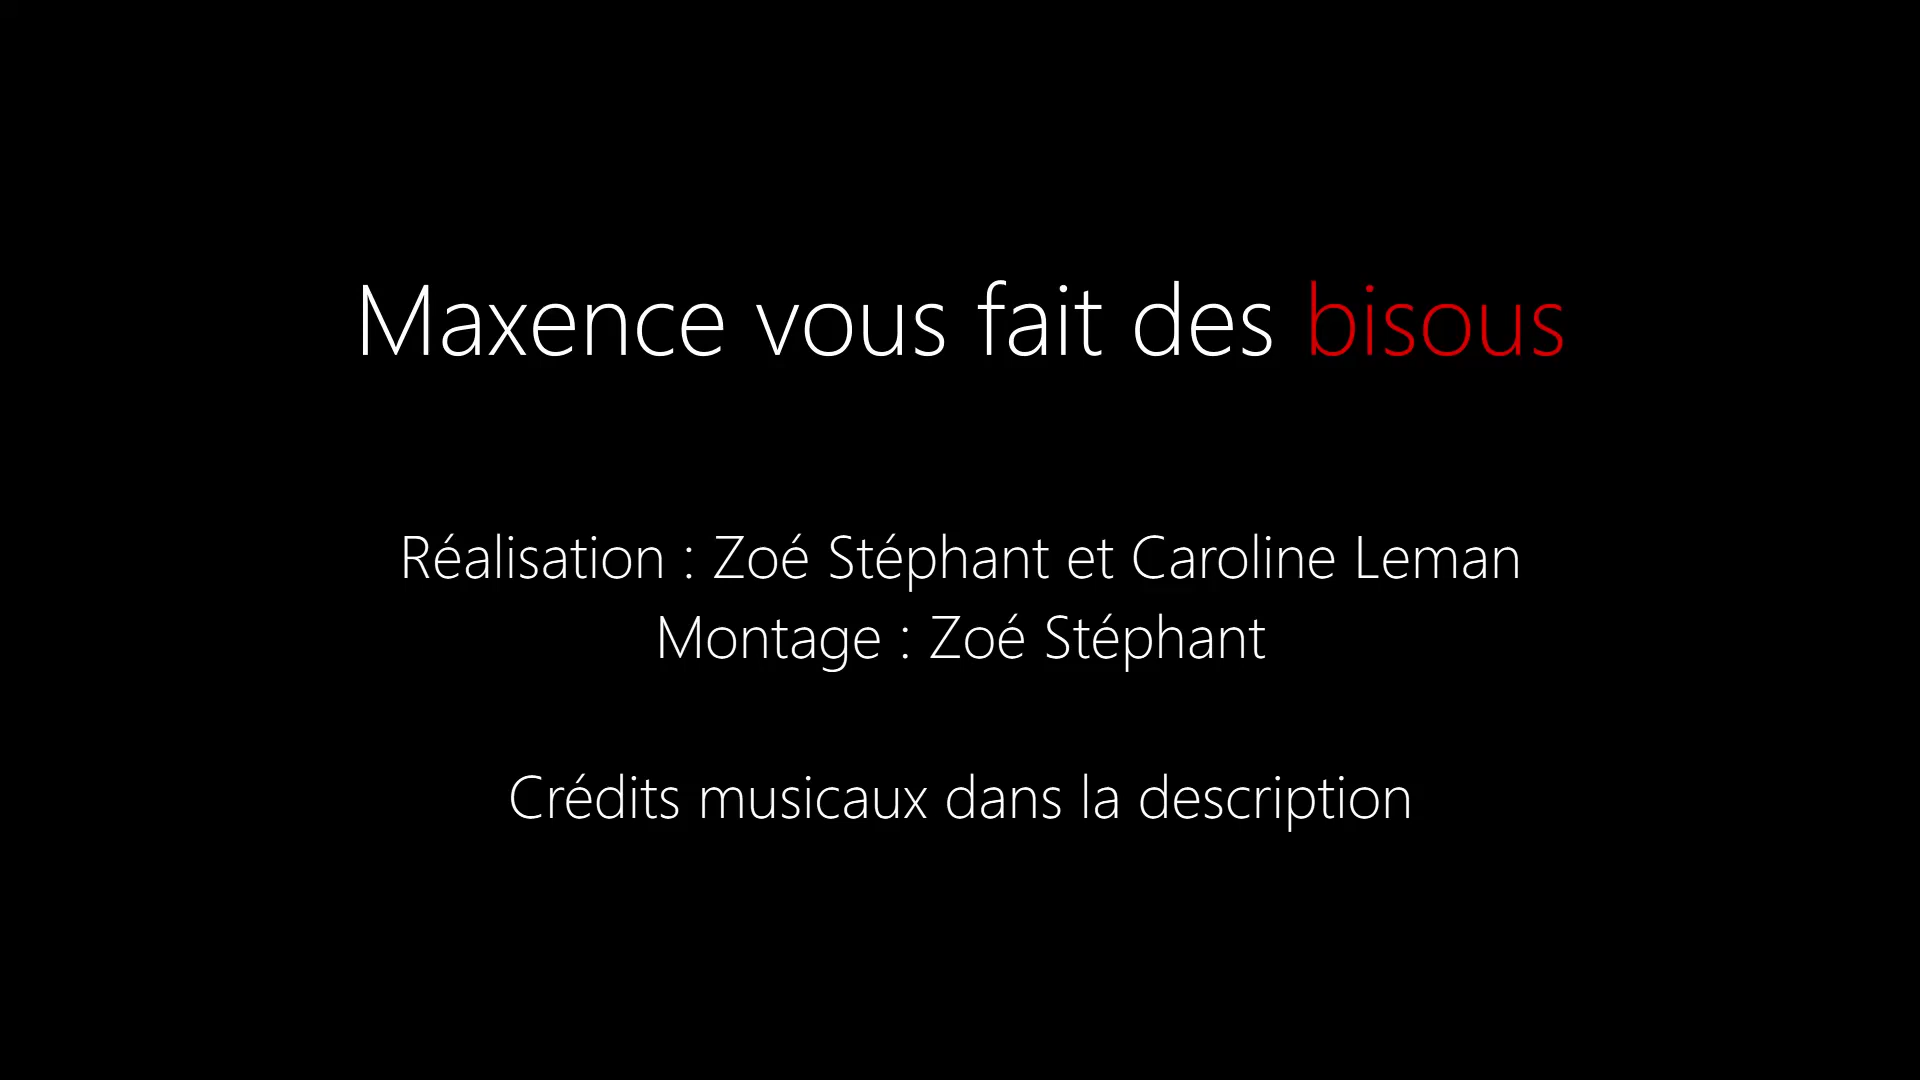 Maxence vous fait des bisous
Réalisation : Zoé Stéphant et Caroline Leman
Montage : Zoé Stéphant
Crédits musicaux dans la description